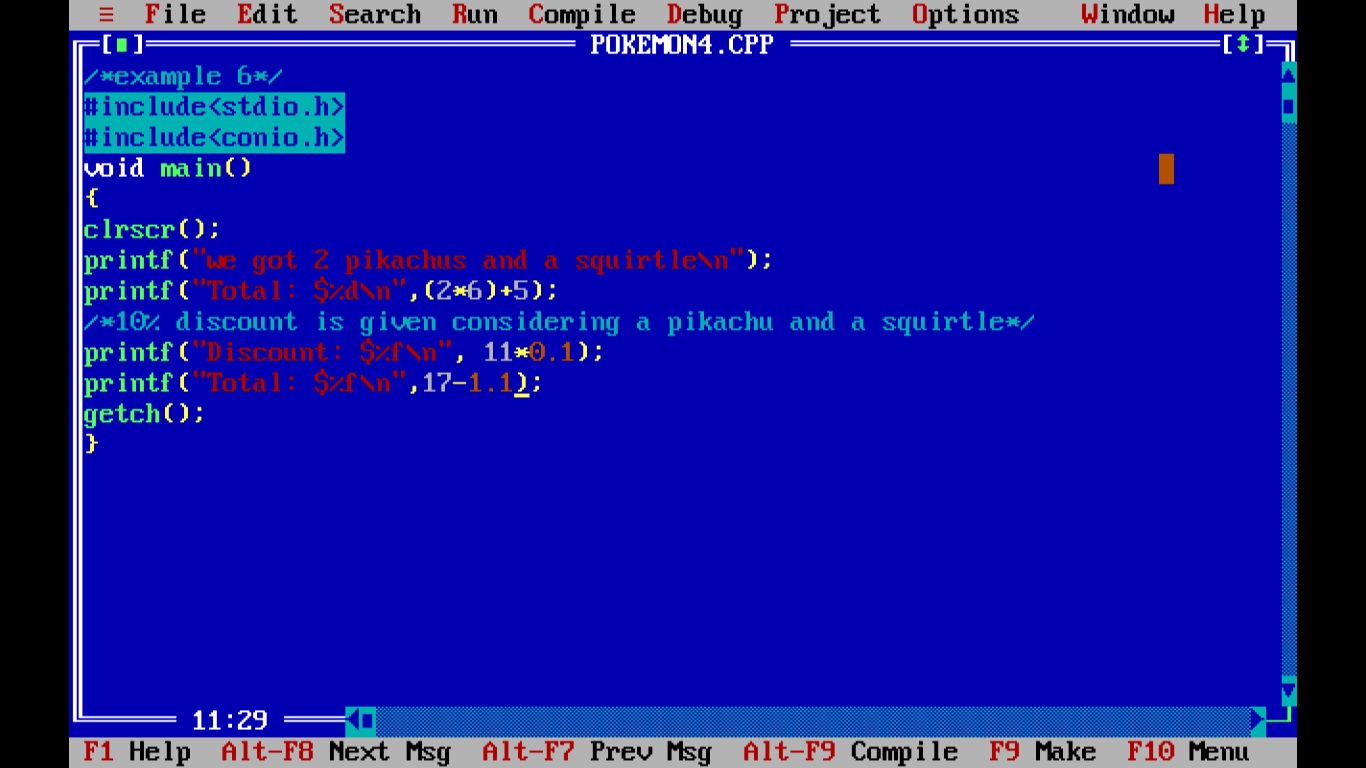 ≡ File Edit Search Run Compile Debug Project Options Window Help
[■] POKEMON4.CPP [↕]
/*example 6*/
#include<stdio.h>
#include<conio.h>
void main()
{
clrscr();
printf("we got 2 pikachus and a squirtle\n");
printf("Total: $%d\n",(2*6)+5);
/*10% discount is given considering a pikachu and a squirtle*/
printf("Discount: $%f\n", 11*0.1);
printf("Total: $%f\n",17-1.1);
getch();
}
11:29
F1 Help Alt-F8 Next Msg Alt-F7 Prev Msg Alt-F9 Compile F9 Make F10 Menu